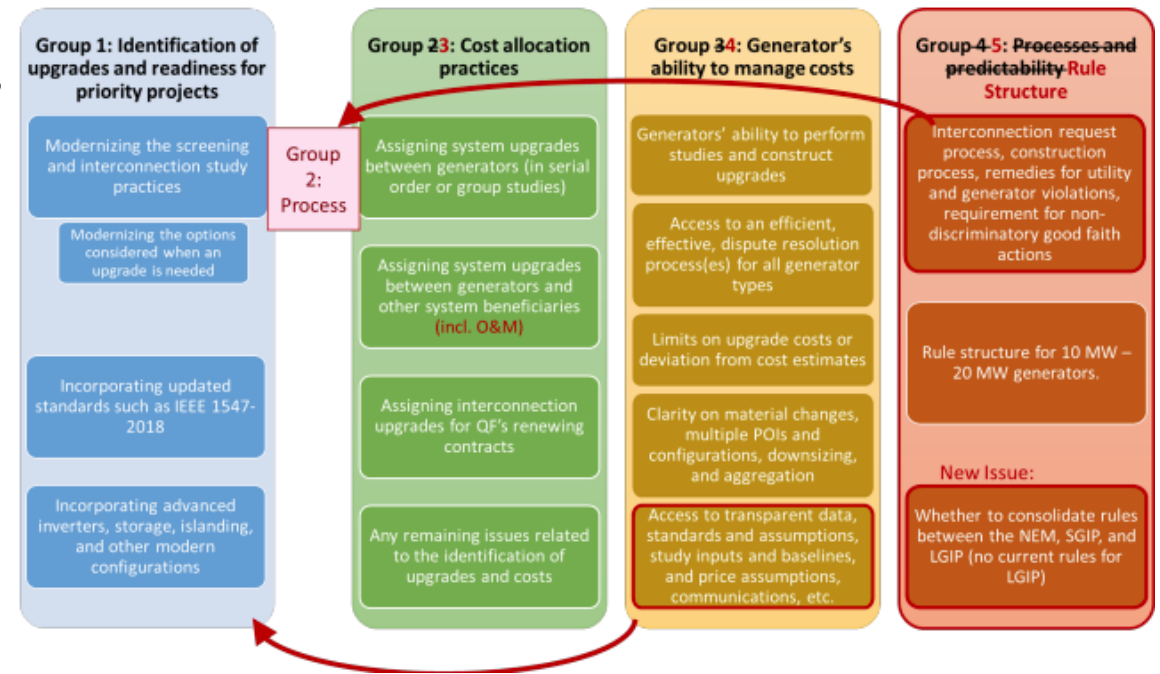 Group 1: Identification of
upgrades and readiness for
priority projects
Modernizing the screening
and interconnection study
practices
Modernizing the options
considered when an
upgrade is needed
Incorporating updated
standards such as IEEE 1547-
2018
Incorporating advanced
inverters, storage, islanding,
and other modern
configurations
Group
2:
Process
Group 23: Cost allocation
practices
Assigning system upgrades
between generators (in serial
order or group studies)
Assigning system upgrades
between generators and
other system beneficiaries
(incl. O&M)
Assigning interconnection
upgrades for QF's renewing
contracts
Any remaining issues related
to the identification of
upgrades and costs
Group 34: Generator's
ability to manage costs
Generators' ability to perform
studies and construct
upgrades
Access to an efficient,
effective, dispute resolution
process(es) for all generator
types
Limits on upgrade costs or
deviation from cost estimates
Clarity on material changes,
multiple POIs and
configurations, downsizing,
and aggregation
Access to transparent data,
standards and assumptions,
study inputs and baselines,
and price assumptions,
communications, etc.
Group 4 5: Processes and
predictability Rule
Structure
Interconnection request
process, construction
process, remedies for utility
and generator violations,
requirement for non-
discriminatory good faith
actions
Rule structure for 10 MW –
20 MW generators.
New Issue:
Whether to consolidate rules
between the NEM, SGIP, and
LGIP (no current rules for
LGIP)